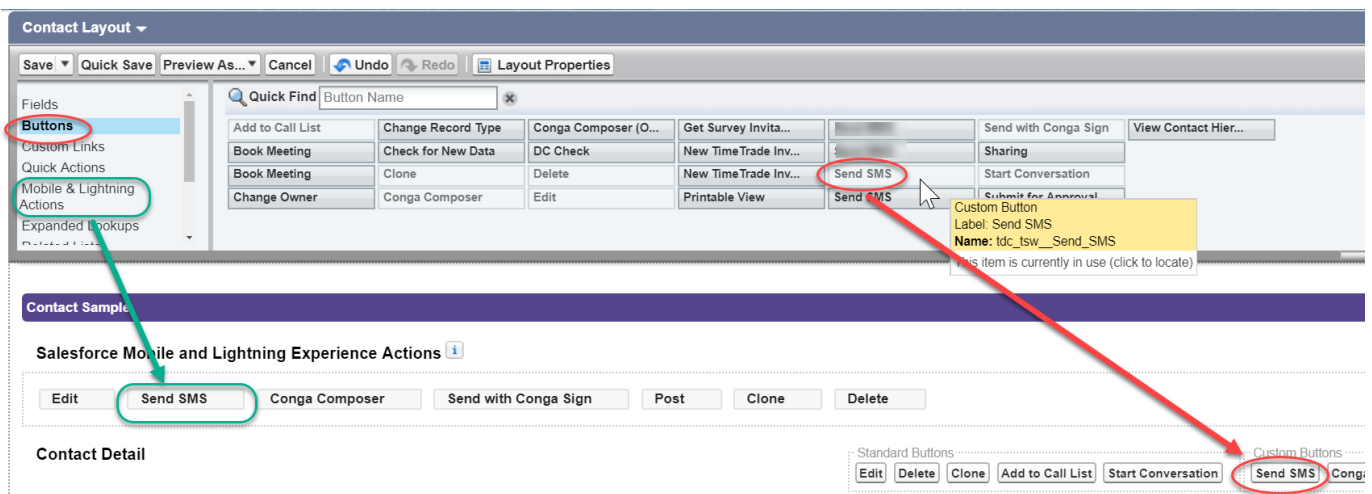 Contact Layout
Save Quick Save Preview As... Cancel Undo Redo Layout Properties
Fields
Buttons
Custom Links
Quick Actions
Mobile & Lightning
Actions
Expanded Lookups
Related Lists
Quick Find Button Name
Add to Call List Change Record Type Conga Composer (O... Get Survey Invita... Send with Conga Sign View Contact Hier...
Book Meeting Check for New Data DC Check New TimeTrade Inv... Sharing
Book Meeting Clone Delete New TimeTrade Inv... Send SMS Start Conversation
Change Owner Conga Composer Edit Printable View Send SMS Submit for Approval
Custom Button
Label: Send SMS
Name: tdc_tsw__Send_SMS
This item is currently in use (click to locate)
Contact Sample
Salesforce Mobile and Lightning Experience Actions i
Edit Send SMS Conga Composer Send with Conga Sign Post Clone Delete
Contact Detail
Standard Buttons
Edit Delete Clone Add to Call List Start Conversation
Custom Buttons
Send SMS Conga